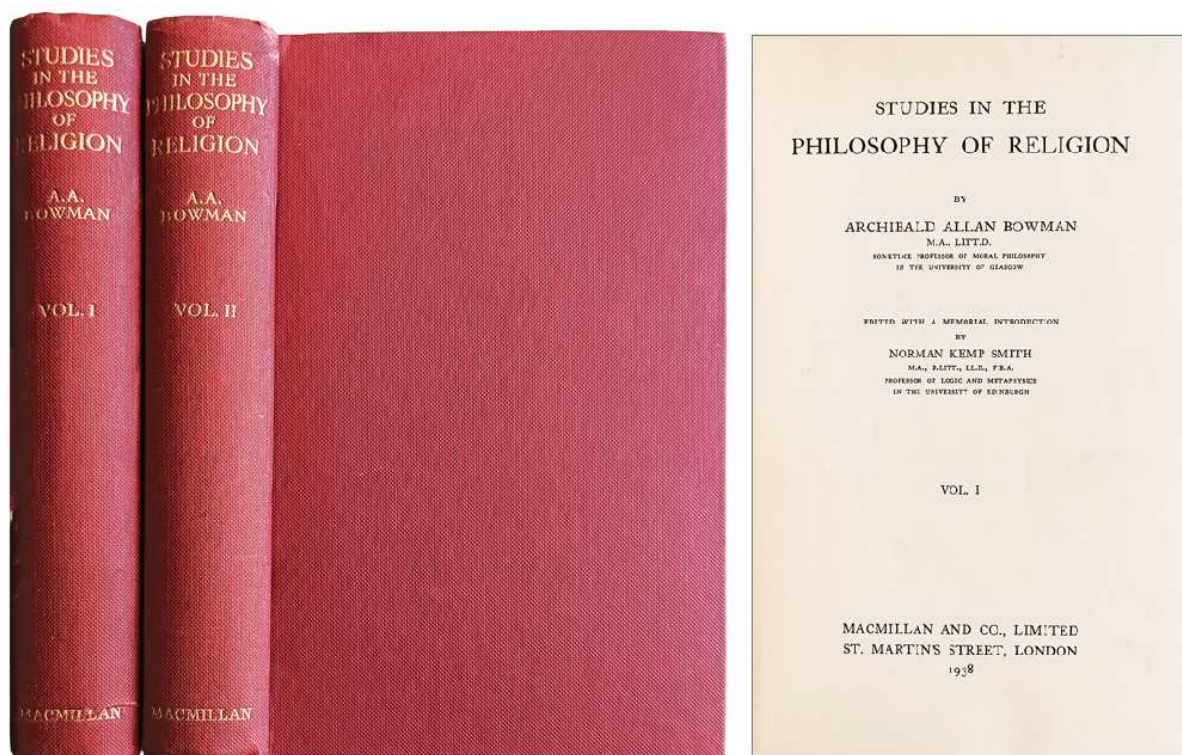 STUDIES
IN THE
PHILOSOPHY
OF
RELIGION
A.A.
BOWMAN
VOL. I
MACMILLAN
STUDIES
IN THE
PHILOSOPHY
OF
RELIGION
A.A.
BOWMAN
VOL. II
MACMILLAN
STUDIES IN THE
PHILOSOPHY OF RELIGION
BY
ARCHIBALD ALLAN BOWMAN
M.A., LITT.D.
SOMETIME PROFESSOR OF MORAL PHILOSOPHY
IN THE UNIVERSITY OF GLASGOW
EDITED WITH A MEMORIAL INTRODUCTION
BY
NORMAN KEMP SMITH
M.A., D.LITT., LL.D., F.B.A.
PROFESSOR OF LOGIC AND METAPHYSICS
IN THE UNIVERSITY OF EDINBURGH
VOL. I
MACMILLAN AND CO., LIMITED
ST. MARTIN'S STREET, LONDON
1938